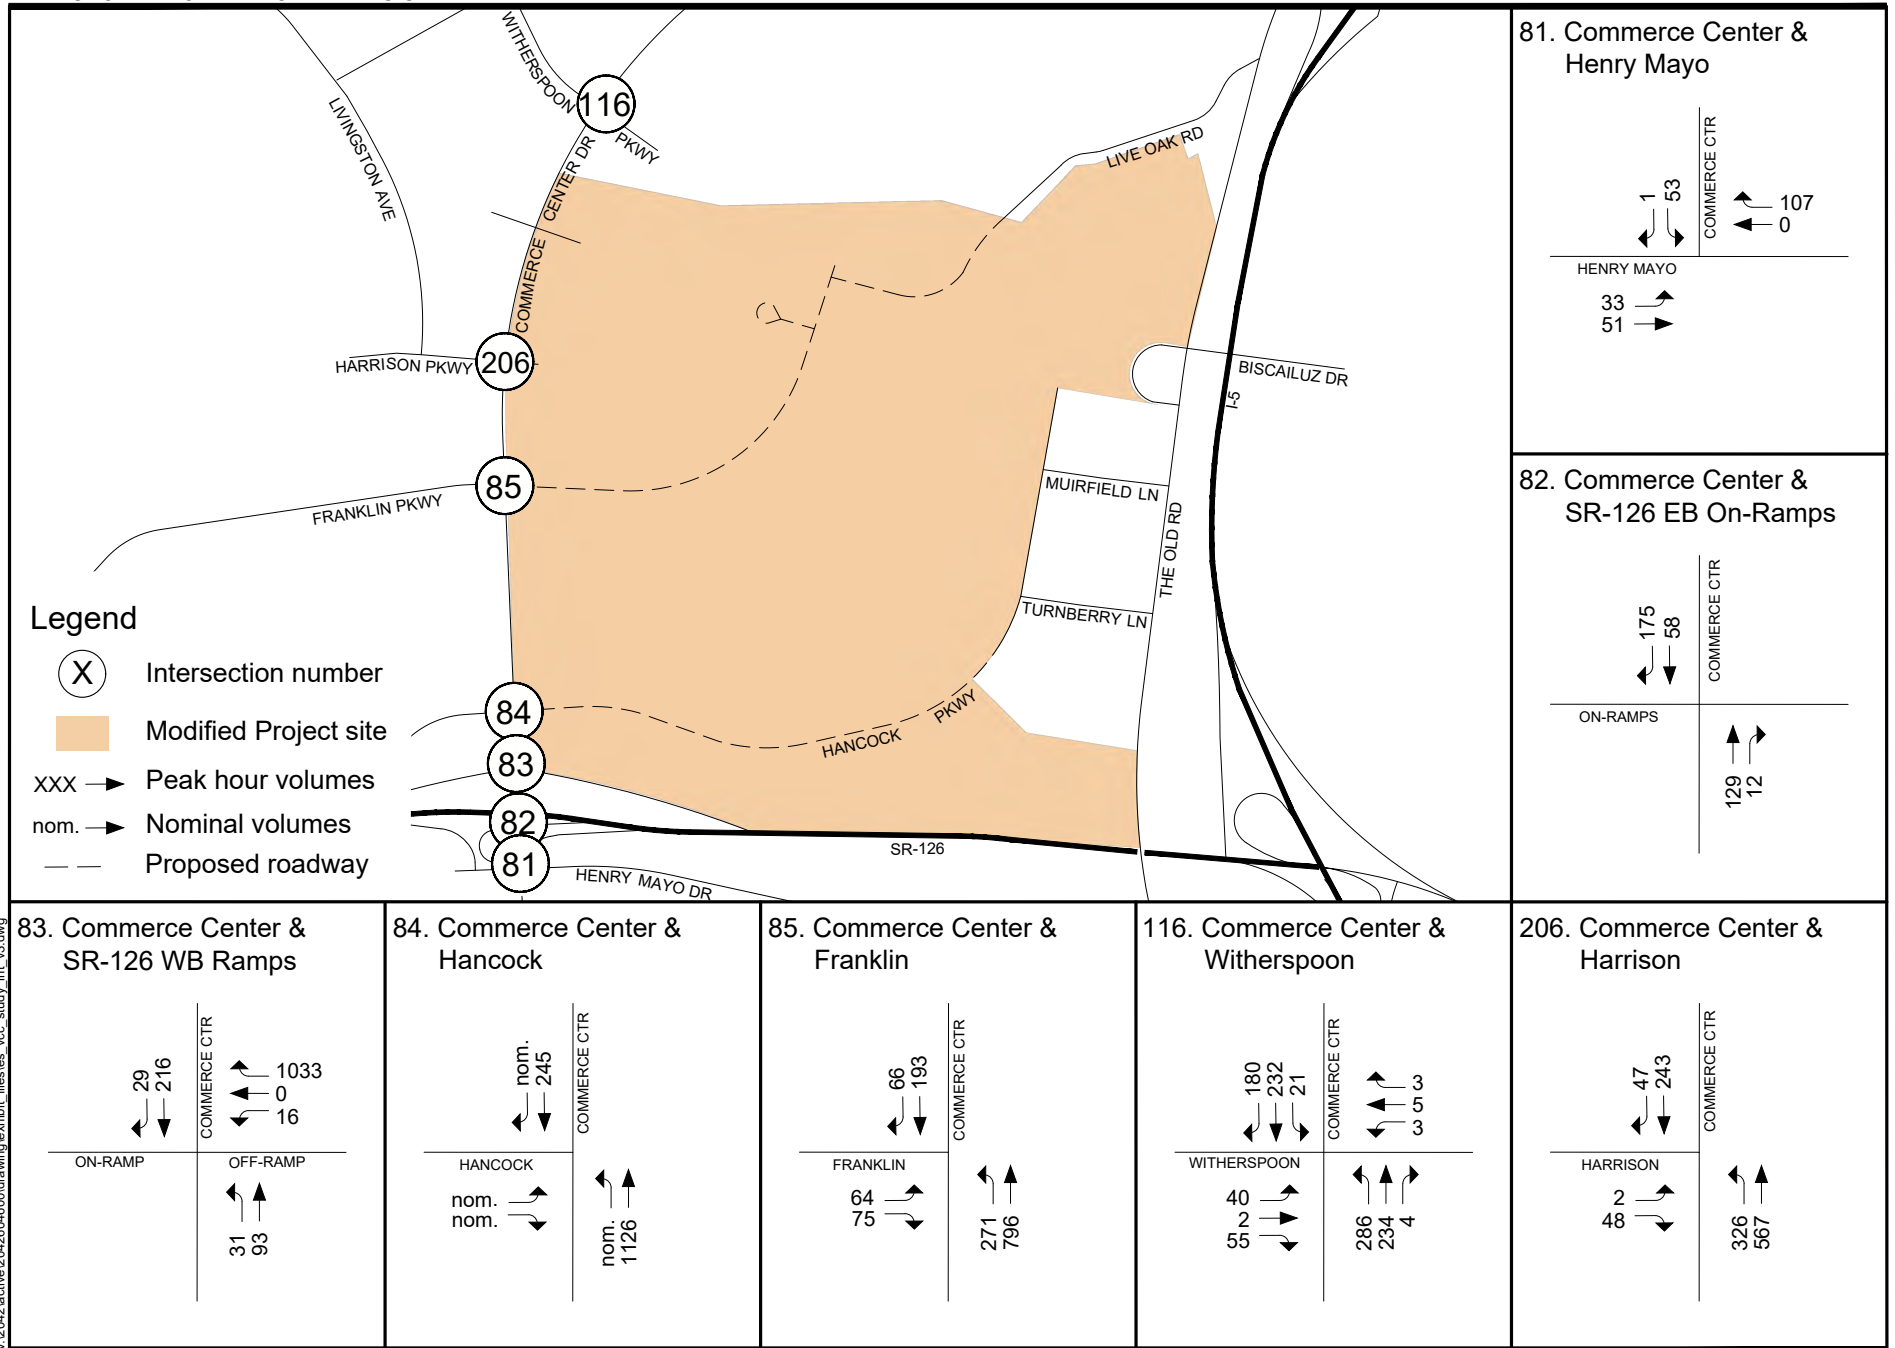 WITHERSPOON
PKWY
116
LIVINGSTON AVE
COMMERCE CENTER DR
LIVE OAK RD
HARRISON PKWY
206
BISCAILUZ DR
I-5
FRANKLIN PKWY
85
MUIRFIELD LN
THE OLD RD
TURNBERRY LN
84
HANCOCK PKWY
83
82
SR-126
81
HENRY MAYO DR
Legend
X Intersection number
Modified Project site
XXX Peak hour volumes
nom. Nominal volumes
Proposed roadway
81. Commerce Center &
Henry Mayo
1
53
COMMERCE CTR
107
0
HENRY MAYO
33
51
82. Commerce Center &
SR-126 EB On-Ramps
175
58
COMMERCE CTR
ON-RAMPS
129
12
83. Commerce Center &
SR-126 WB Ramps
29
216
COMMERCE CTR
1033
0
16
ON-RAMP
OFF-RAMP
31
93
84. Commerce Center &
Hancock
nom.
245
COMMERCE CTR
HANCOCK
nom.
nom.
nom.
1126
85. Commerce Center &
Franklin
66
193
COMMERCE CTR
FRANKLIN
64
75
271
796
116. Commerce Center &
Witherspoon
180
232
21
COMMERCE CTR
3
5
3
WITHERSPOON
40
2
55
286
234
4
206. Commerce Center &
Harrison
47
243
COMMERCE CTR
HARRISON
2
48
326
567